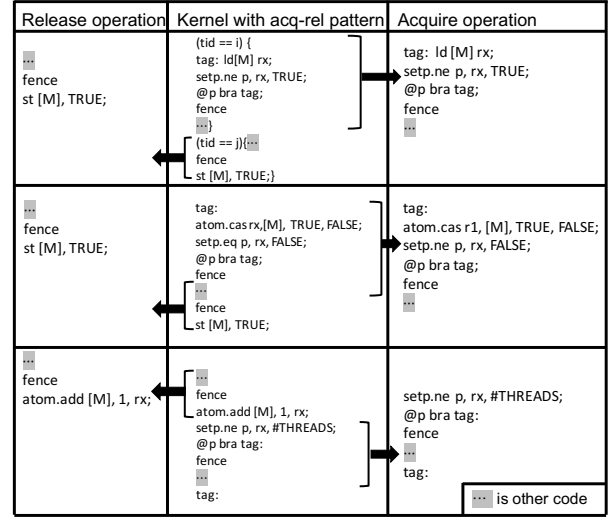 Release operation
Kernel with acq-rel pattern
Acquire operation
...
fence
st [M], TRUE;
(tid == i) {
tag: ld[M] rx;
setp.ne p, rx, TRUE;
@p bra tag;
fence
...}
(tid == j){...
fence
st [M], TRUE;}
tag: ld [M] rx;
setp.ne p, rx, TRUE;
@p bra tag;
fence
...
...
fence
st [M], TRUE;
tag:
atom.cas rx,[M], TRUE, FALSE;
setp.eq p, rx, FALSE;
@p bra tag;
fence
...
fence
st [M], TRUE;
tag:
atom.cas r1, [M], TRUE, FALSE;
setp.ne p, rx, FALSE;
@p bra tag;
fence
...
...
fence
atom.add [M], 1, rx;
...
fence
atom.add [M], 1, rx;
setp.ne p, rx, #THREADS;
@p bra tag:
fence
...
tag:
setp.ne p, rx, #THREADS;
@p bra tag:
fence
...
tag:
... is other code